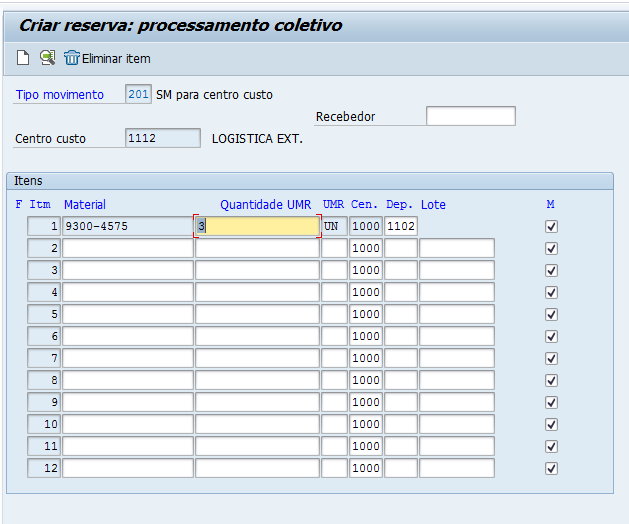 Criar reserva: processamento coletivo
Eliminar item
Tipo movimento 201 SM para centro custo
Recebedor
Centro custo 1112 LOGISTICA EXT.
Itens
F Itm Material Quantidade UMR UMR Cen. Dep. Lote M
1 9300-4575 3 UN 1000 1102
2 1000
3 1000
4 1000
5 1000
6 1000
7 1000
8 1000
9 1000
10 1000
11 1000
12 1000